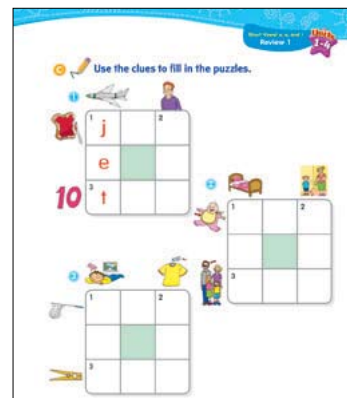 Short Vowel a, e, and i
Review 1
Units
1-4
C Use the clues to fill in the puzzles.
1
1 j 2
e
10 3 t
2
1 2
3
3
1 2
3